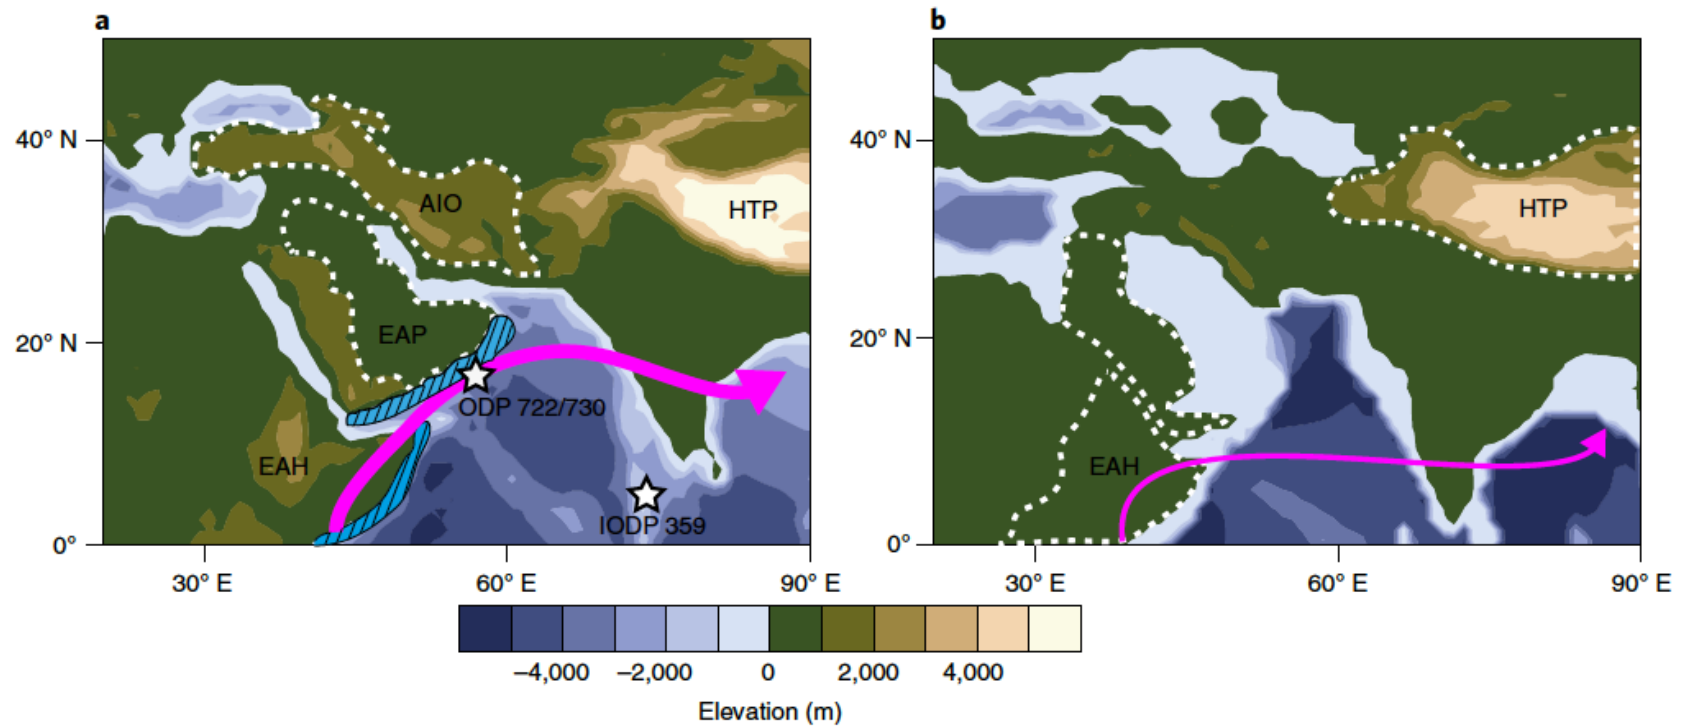 a
b
40° N
20° N
0°
30° E
60° E
90° E
AIO
HTP
EAP
ODP 722/730
EAH
IODP 359
40° N
20° N
0°
30° E
60° E
90° E
HTP
EAH
–4,000
–2,000
0
2,000
4,000
Elevation (m)